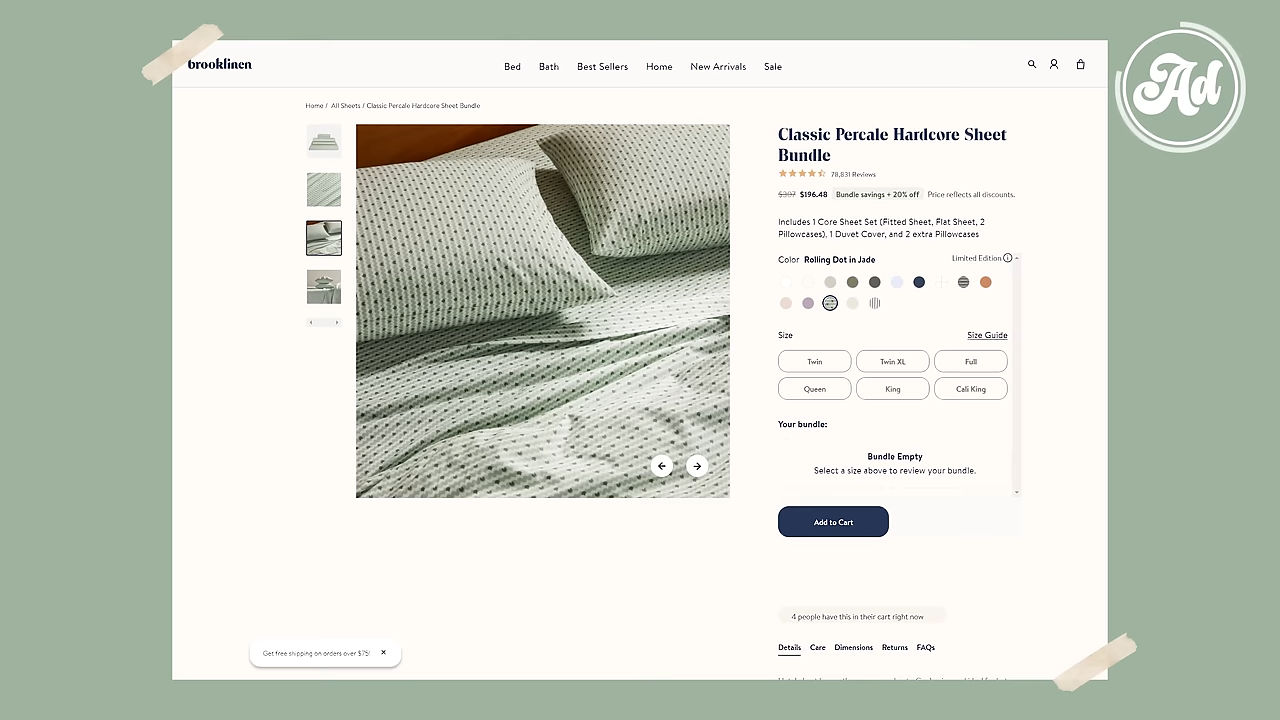 Ad
brooklinen
Bed Bath Best Sellers Home New Arrivals Sale
Home / All Sheets / Classic Percale Hardcore Sheet Bundle
Classic Percale Hardcore Sheet
Bundle
78,831 Reviews
$307 $196.48 Bundle savings + 20% off Price reflects all discounts.
Includes 1 Core Sheet Set (Fitted Sheet, Flat Sheet, 2
Pillowcases), 1 Duvet Cover, and 2 extra Pillowcases
Color Rolling Dot in Jade Limited Edition
Size Size Guide
Twin Twin XL Full
Queen King Cali King
Your bundle:
Bundle Empty
Select a size above to review your bundle.
Add to Cart
4 people have this in their cart right now
Details Care Dimensions Returns FAQs
Get free shipping on orders over $75!